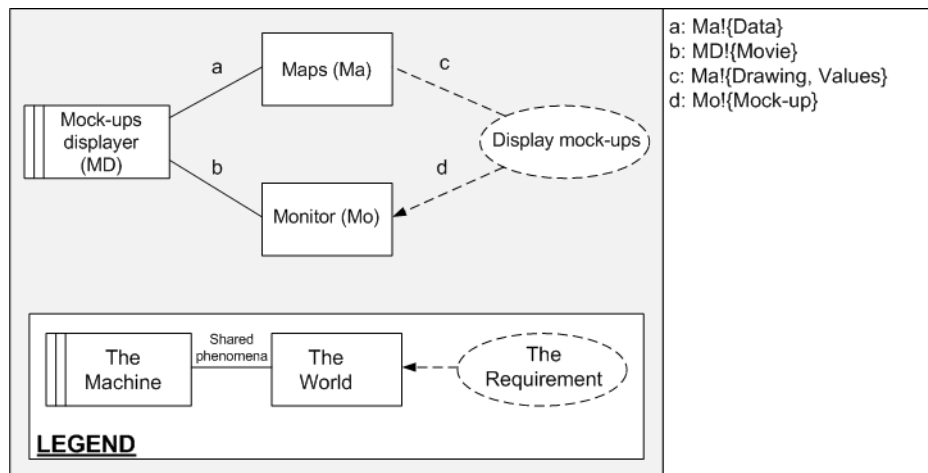 a
Maps (Ma)
c
Mock-ups
displayer
(MD)
Display mock-ups
b
d
Monitor (Mo)
a: Ma!{Data}
b: MD!{Movie}
c: Ma!{Drawing, Values}
d: Mo!{Mock-up}
The
Machine
Shared
phenomena
The
World
The
Requirement
LEGEND